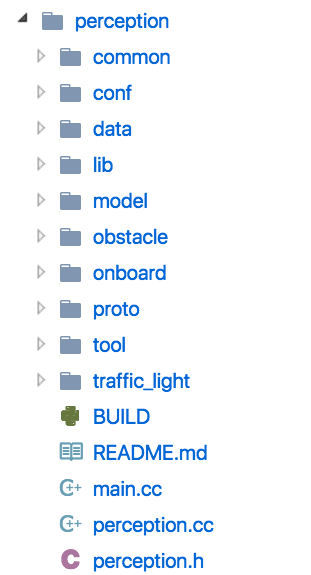 perception
common
conf
data
lib
model
obstacle
onboard
proto
tool
traffic_light
BUILD
README.md
C++ main.cc
C++ perception.cc
C perception.h